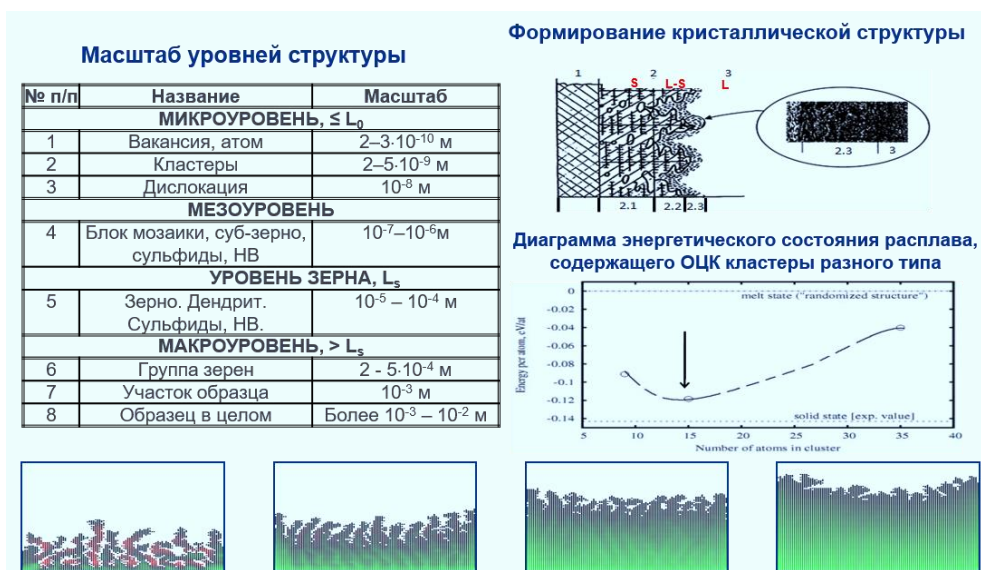 Масштаб уровней структуры
№ п/п Название Масштаб
МИКРОУРОВЕНЬ, ≤ L₀
1 Вакансия, атом 2–3·10⁻¹⁰ м
2 Кластеры 2–5·10⁻⁹ м
3 Дислокация 10⁻⁸ м
МЕЗОУРОВЕНЬ
4 Блок мозаики, суб-зерно, 10⁻⁷–10⁻⁶м
сульфиды, НВ
УРОВЕНЬ ЗЕРНА, Lₛ
5 Зерно. Дендрит. 10⁻⁵ – 10⁻⁴ м
Сульфиды, НВ.
МАКРОУРОВЕНЬ, > Lₛ
6 Группа зерен 2 - 5·10⁻⁴ м
7 Участок образца 10⁻³ м
8 Образец в целом Более 10⁻³ – 10⁻² м
Формирование кристаллической структуры
1 2 3
S L-S L
2.3 3
2.1 2.2 2.3
Диаграмма энергетического состояния расплава,
содержащего ОЦК кластеры разного типа
Energy per atom, eV/at
0
-0.02
-0.04
-0.06
-0.08
-0.1
-0.12
-0.14
melt state ("randomized structure")
solid state [exp. value]
5 10 15 20 25 30 35 40
Number of atoms in cluster